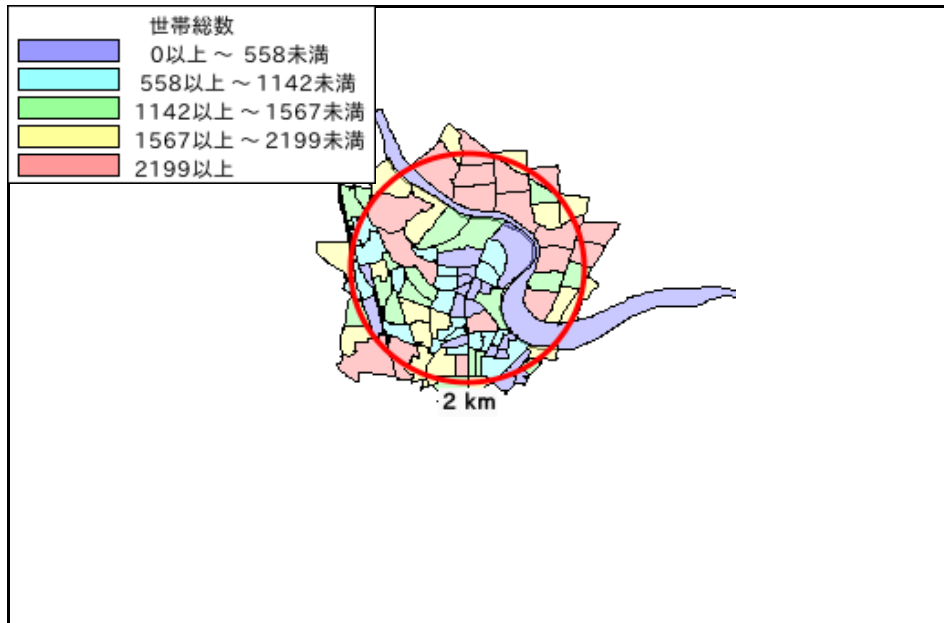 世帯総数
0以上 ～ 558未満
558以上 ～ 1142未満
1142以上 ～ 1567未満
1567以上 ～ 2199未満
2199以上
2 km